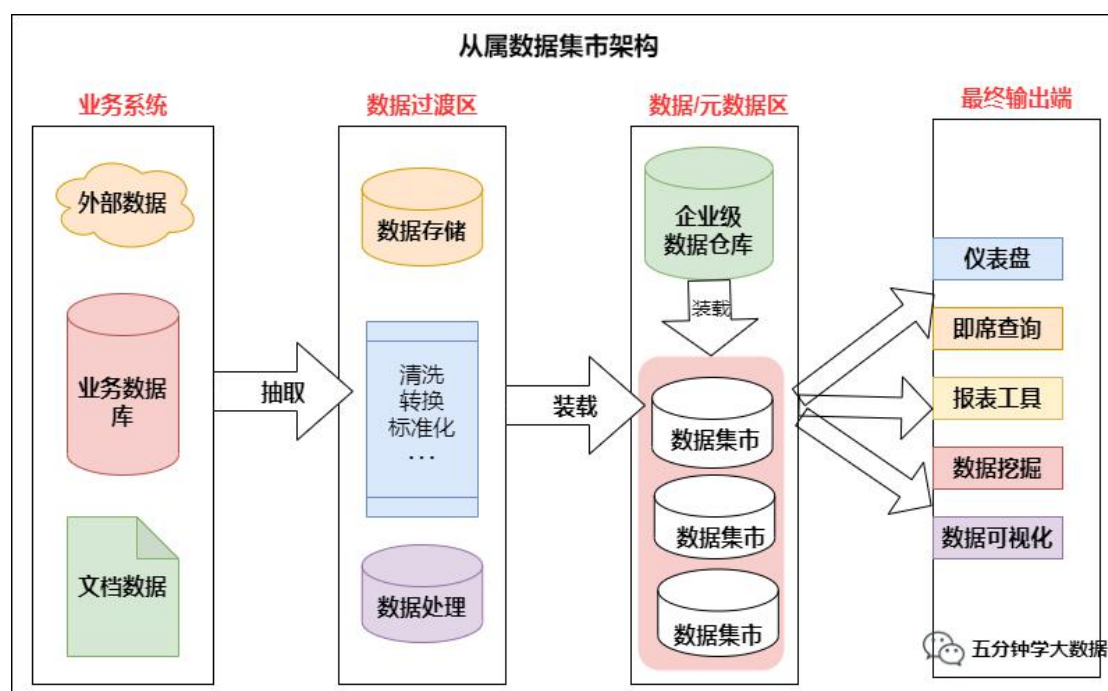 从属数据集市架构
业务系统
外部数据
业务数据
库
文档数据
抽取
数据过渡区
数据存储
清洗
转换
标准化
...
数据处理
装载
数据/元数据区
企业级
数据仓库
装载
数据集市
数据集市
数据集市
最终输出端
仪表盘
即席查询
报表工具
数据挖掘
数据可视化
五分钟学大数据